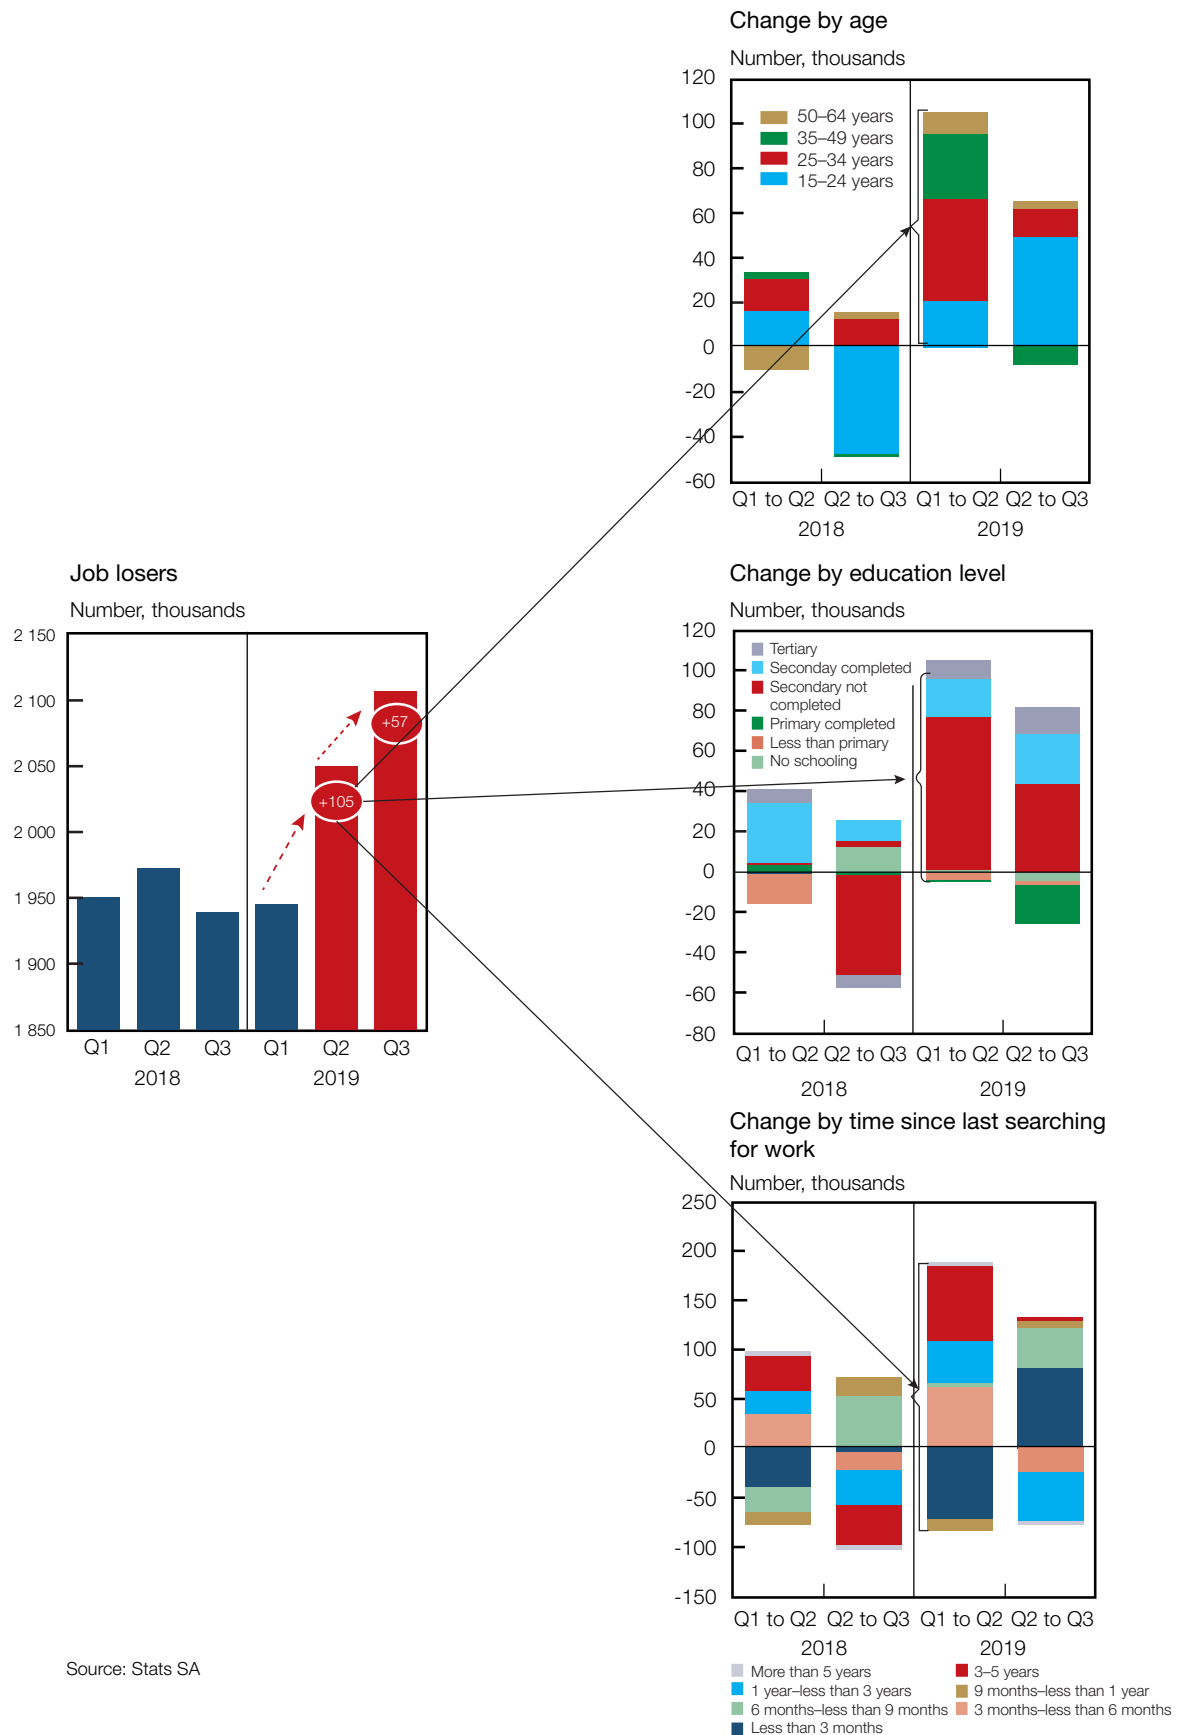 Change by age
Number, thousands
120
100
80
60
40
20
0
-20
-40
-60
50–64 years
35–49 years
25–34 years
15–24 years
Q1 to Q2 Q2 to Q3 Q1 to Q2 Q2 to Q3
2018 2019
Job losers
Number, thousands
2 150
2 100
2 050
2 000
1 950
1 900
1 850
+57
+105
Q1 Q2 Q3 Q1 Q2 Q3
2018 2019
Change by education level
Number, thousands
120
100
80
60
40
20
0
-20
-40
-60
-80
Tertiary
Seconday completed
Secondary not
completed
Primary completed
Less than primary
No schooling
Q1 to Q2 Q2 to Q3 Q1 to Q2 Q2 to Q3
2018 2019
Change by time since last searching
for work
Number, thousands
250
200
150
100
50
0
-50
-100
-150
Q1 to Q2 Q2 to Q3 Q1 to Q2 Q2 to Q3
2018 2019
More than 5 years 3–5 years
1 year–less than 3 years 9 months–less than 1 year
6 months–less than 9 months 3 months–less than 6 months
Less than 3 months
Source: Stats SA